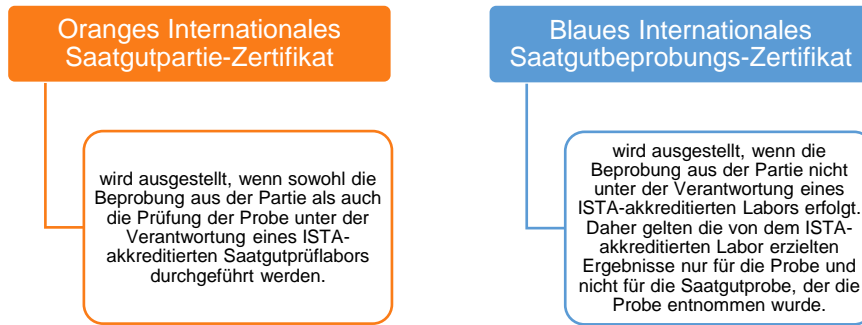 Oranges Internationales
Saatgutpartie-Zertifikat
wird ausgestellt, wenn sowohl die
Beprobung aus der Partie als auch
die Prüfung der Probe unter der
Verantwortung eines ISTA-
akkreditierten Saatgutprüflabors
durchgeführt werden.
Blaues Internationales
Saatgutbeprobungs-Zertifikat
wird ausgestellt, wenn die
Beprobung aus der Partie nicht
unter der Verantwortung eines
ISTA-akkreditierten Labors erfolgt.
Daher gelten die von dem ISTA-
akkreditierten Labor erzielten
Ergebnisse nur für die Probe und
nicht für die Saatgutprobe, der die
Probe entnommen wurde.